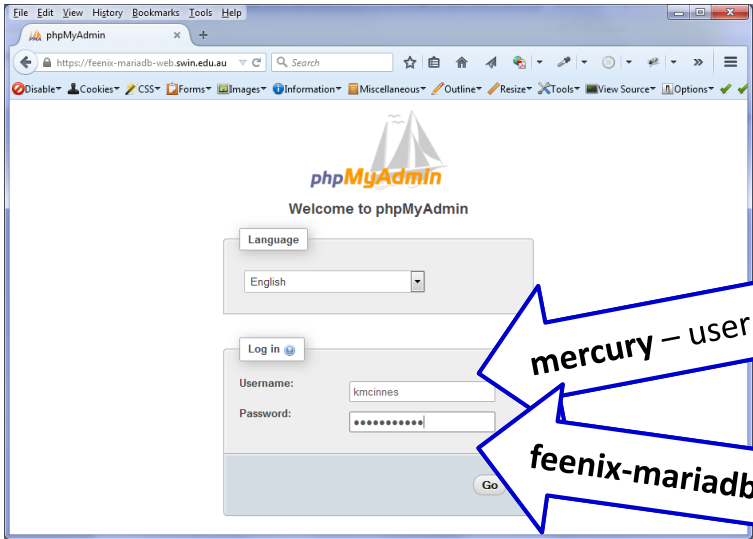 File Edit View History Bookmarks Tools Help
phpMyAdmin × +
https://feenix-mariadb-web.swin.edu.au Search
Disable Cookies CSS Forms Images Information Miscellaneous Outline Resize Tools View Source Options
phpMyAdmin
Welcome to phpMyAdmin
Language
English
Log in
Username: kmcinnes
Password: •••••••••••
Go
mercury – user
feenix-mariadb